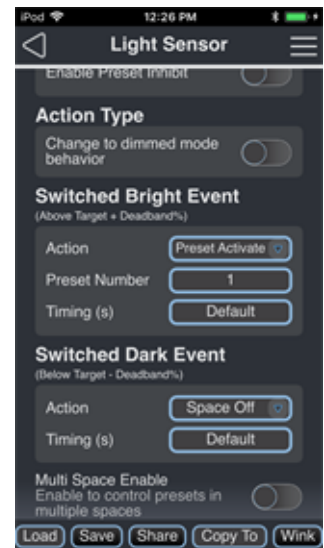 iPod 12:26 PM
Light Sensor
Enable Preset Inhibit
Action Type
Change to dimmed mode
behavior
Switched Bright Event
(Above Target + Deadband%)
Action Preset Activate
Preset Number 1
Timing (s) Default
Switched Dark Event
(Below Target - Deadband%)
Action Space Off
Timing (s) Default
Multi Space Enable
Enable to control presets in
multiple spaces
Load Save Share Copy To Wink